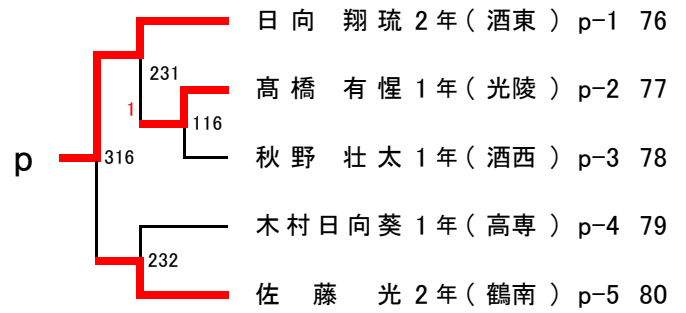 日向 翔琉 2年(酒東) p-1 76
231
髙橋 有惺 1年(光陵) p-2 77
1
116
p
316
秋野 壮太 1年(酒西) p-3 78
木村日向葵 1年(高専) p-4 79
232
佐藤 光 2年(鶴南) p-5 80